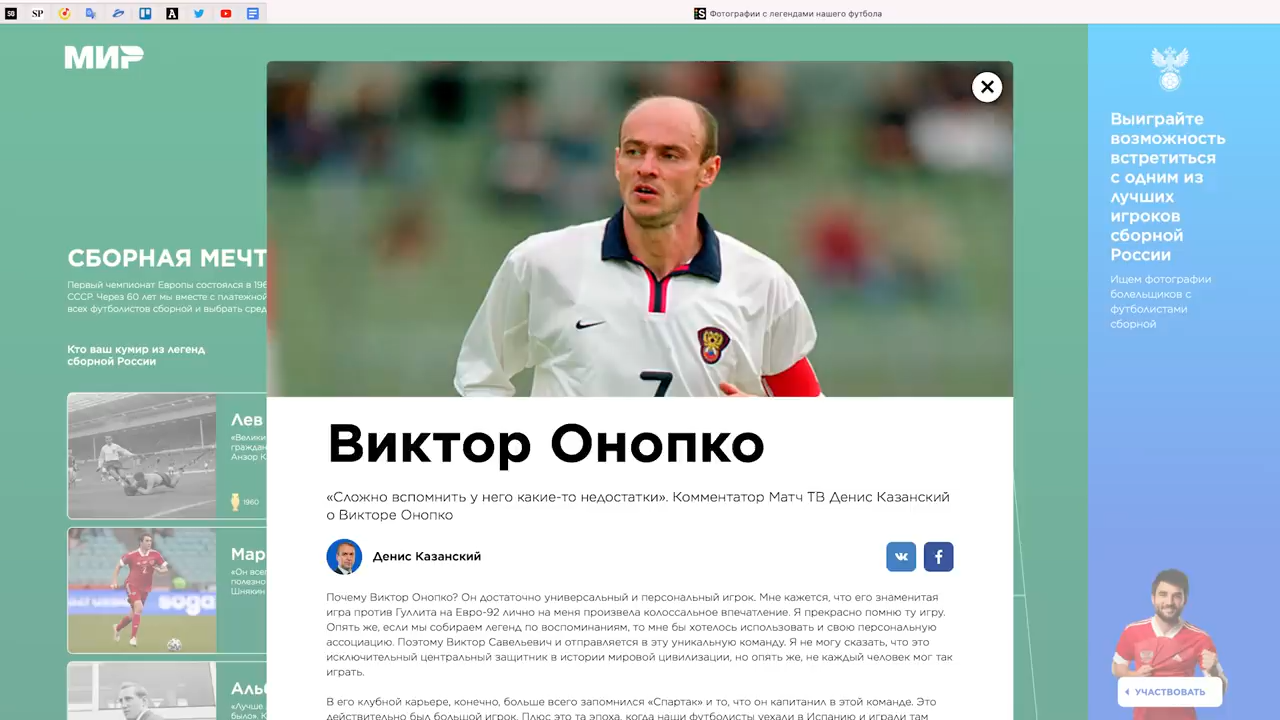 SP
A
S Фотографии с легендами нашего футбола
МИР
СБОРНАЯ МЕЧТ
Первый чемпионат Европы состоялся в 196
СССР. Через 60 лет мы вместе с платежной
всех футболистов сборной и выбрать сред
Кто ваш кумир из легенд
сборной России
Лев
«Велики
граждан
Анзор К
1960
Мар
«Он все
полезно
Шнякин
soga
Аль
«Лучше
было». К
7
Виктор Онопко
«Сложно вспомнить у него какие-то недостатки». Комментатор Матч ТВ Денис Казанский
о Викторе Онопко
Денис Казанский
Почему Виктор Онопко? Он достаточно универсальный и персональный игрок. Мне кажется, что его знаменитая
игра против Гуллита на Евро-92 лично на меня произвела колоссальное впечатление. Я прекрасно помню ту игру.
Опять же, если мы собираем легенд по воспоминаниям, то мне бы хотелось использовать и свою персональную
ассоциацию. Поэтому Виктор Савельевич и отправляется в эту уникальную команду. Я не могу сказать, что это
исключительный центральный защитник в истории мировой цивилизации, но опять же, не каждый человек мог так
играть.
В его клубной карьере, конечно, больше всего запомнился «Спартак» и то, что он капитанил в этой команде. Это
действительно был большой игрок. Плюс это та эпоха, когда наши футболисты уехали в Испанию и играли там
Выиграйте
возможность
встретиться
с одним из
лучших
игроков
сборной
России
Ищем фотографии
болельщиков с
футболистами
сборной
УЧАСТВОВАТЬ